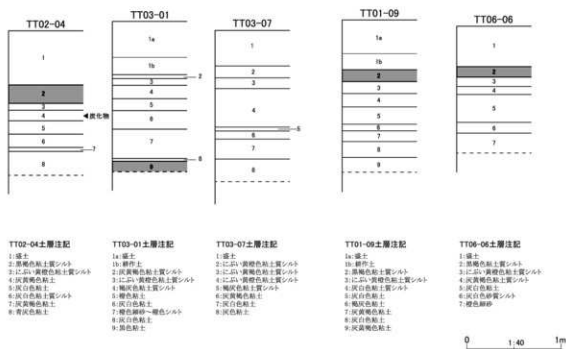 TT02-04
TT03-01
TT03-07
TT01-09
TT06-06
1
2
3
4
5
6
7
8
◀炭化物
1a
1b
2
3
4
5
6
7
8
9
1
2
3
4
5
6
7
8
1a
1b
2
3
4
5
6
7
8
9
1
2
3
4
5
6
7
TT02-04土層注記
1:盛土
2:黒褐色粘土質シルト
3:にぶい黄橙色粘土質シルト
4:灰黄褐色粘土
5:灰白色粘土
6:灰白色粘土質シルト
7:灰黄褐色粘土
8:青灰色粘土
TT03-01土層注記
1a:盛土
1b:耕作土
2:灰黄褐色粘土質シルト
3:にぶい黄橙色粘土質シルト
4:褐灰色粘土質シルト
5:橙色粘土
6:灰白色粘土
7:橙色細砂～橙色シルト
8:灰白色粘土
9:黒色粘土
TT03-07土層注記
1:盛土
2:にぶい黄橙色粘土質シルト
3:にぶい黄橙色粘土質シルト
4:にぶい黄橙色粘土質シルト
5:褐灰色粘土質シルト
6:灰黄褐色粘土
7:灰白色粘土
8:灰色粘土
TT01-09土層注記
1a:盛土
1b:耕作土
2:黒褐色粘土質シルト
3:にぶい黄橙色粘土質シルト
4:灰白色粘土質シルト
5:灰白色粘土
6:褐灰色粘土
7:灰白色粘土
8:灰白色粘土
9:灰黄褐色粘土
TT06-06土層注記
1:盛土
2:黒褐色粘土質シルト
3:にぶい黄橙色粘土質シルト
4:灰黄褐色粘土
5:灰白色粘土
6:灰白色砂質シルト
7:橙色細砂
0 1:40 1m